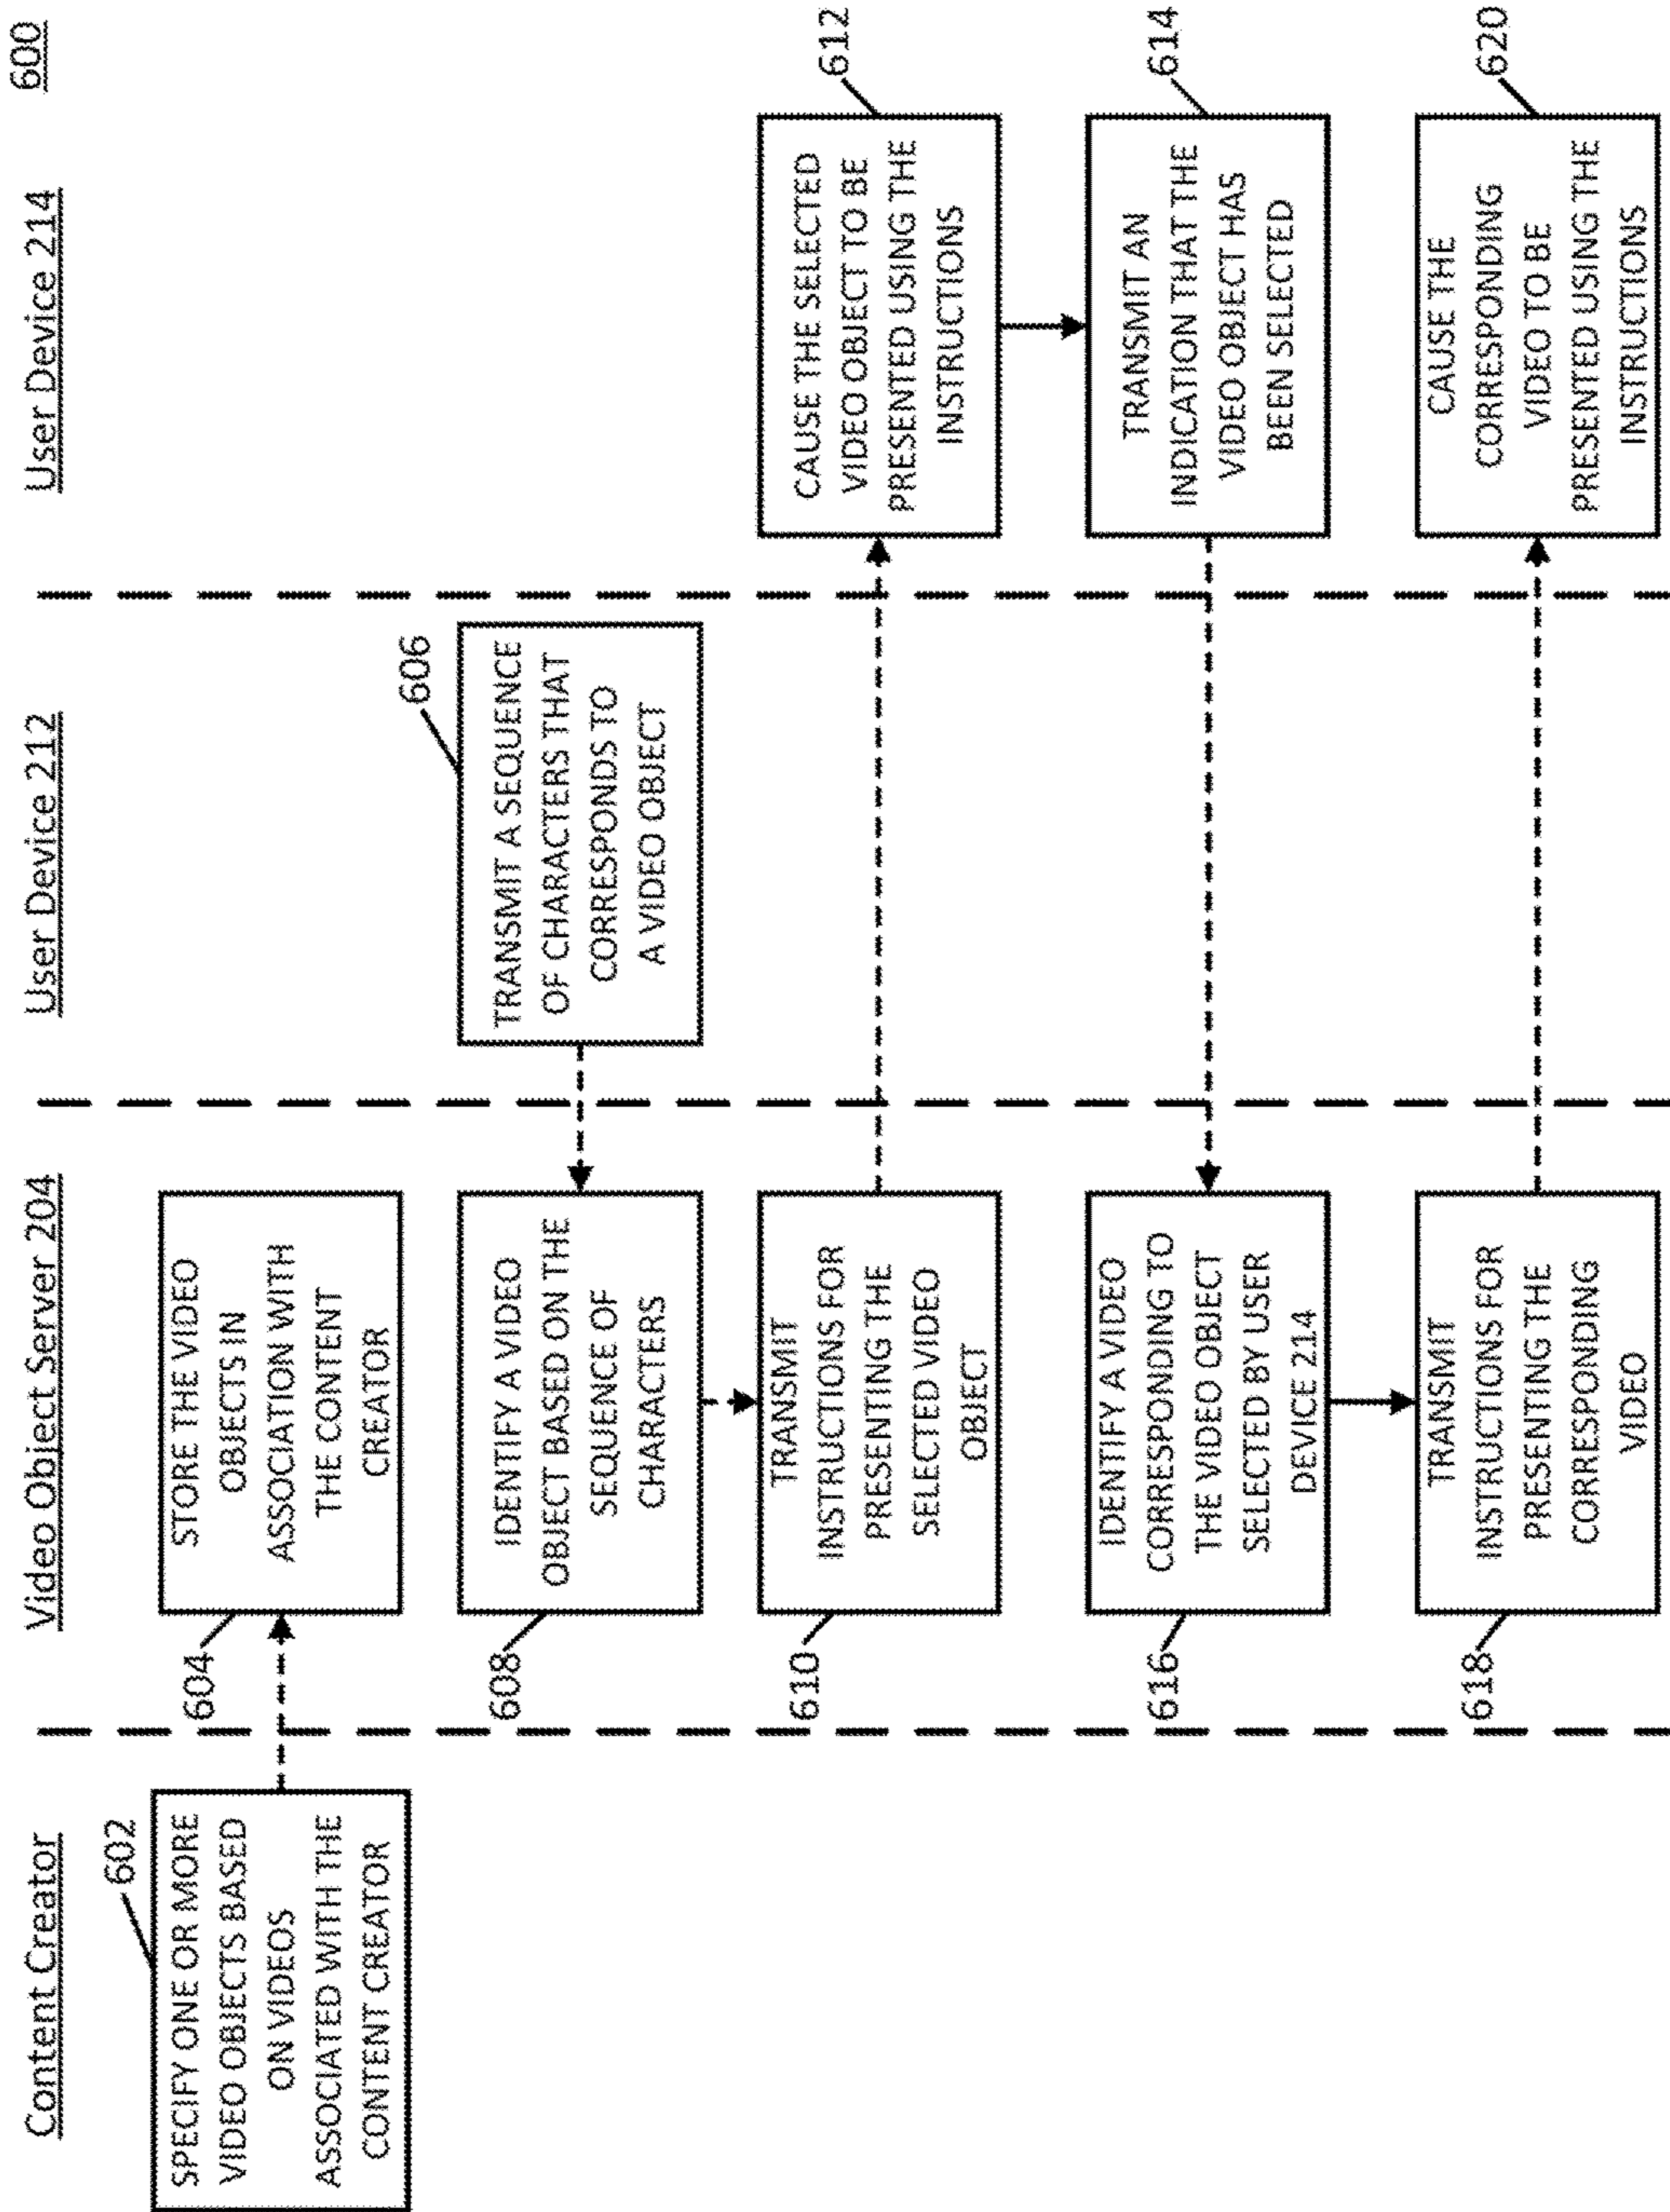 600
Content Creator
Video Object Server 204
User Device 212
User Device 214
602
SPECIFY ONE OR MORE
VIDEO OBJECTS BASED
ON VIDEOS
ASSOCIATED WITH THE
CONTENT CREATOR
604
STORE THE VIDEO
OBJECTS IN
ASSOCIATION WITH
THE CONTENT
CREATOR
606
TRANSMIT A SEQUENCE
OF CHARACTERS THAT
CORRESPONDS TO
A VIDEO OBJECT
608
IDENTIFY A VIDEO
OBJECT BASED ON THE
SEQUENCE OF
CHARACTERS
610
TRANSMIT
INSTRUCTIONS FOR
PRESENTING THE
SELECTED VIDEO
OBJECT
612
CAUSE THE SELECTED
VIDEO OBJECT TO BE
PRESENTED USING THE
INSTRUCTIONS
614
TRANSMIT AN
INDICATION THAT THE
VIDEO OBJECT HAS
BEEN SELECTED
616
IDENTIFY A VIDEO
CORRESPONDING TO
THE VIDEO OBJECT
SELECTED BY USER
DEVICE 214
618
TRANSMIT
INSTRUCTIONS FOR
PRESENTING THE
CORRESPONDING
VIDEO
620
CAUSE THE
CORRESPONDING
VIDEO TO BE
PRESENTED USING THE
INSTRUCTIONS